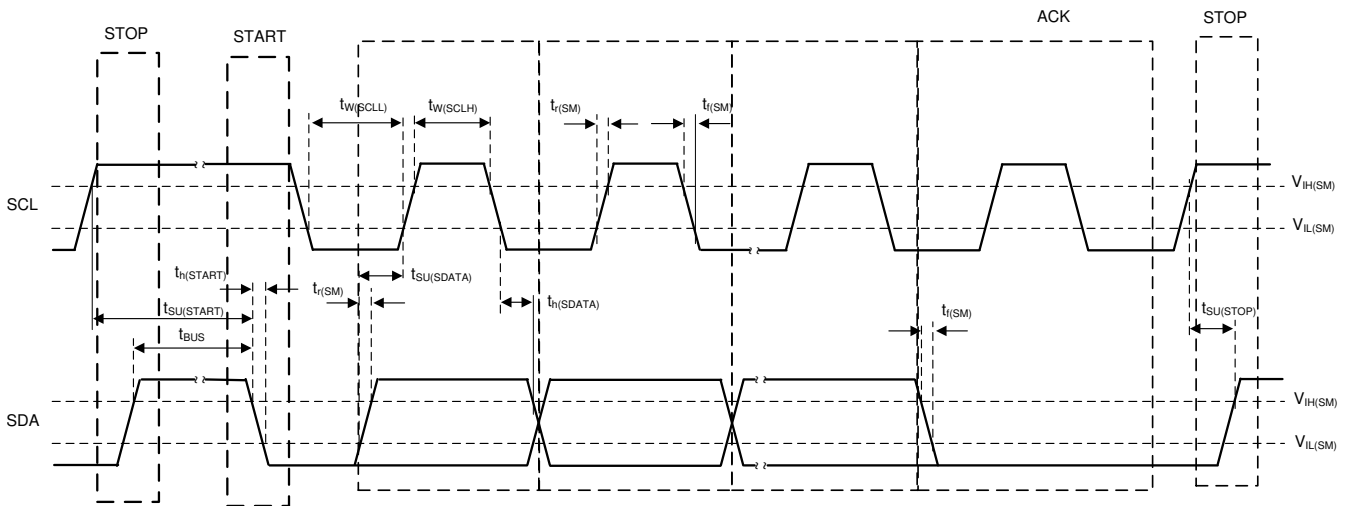 STOP
START
ACK
STOP
tW(SCLL)
tW(SCLH)
tr(SM)
tf(SM)
SCL
VIH(SM)
VIL(SM)
th(START)
tr(SM)
tSU(SDATA)
tSU(START)
th(SDATA)
tf(SM)
tSU(STOP)
tBUS
SDA
VIH(SM)
VIL(SM)